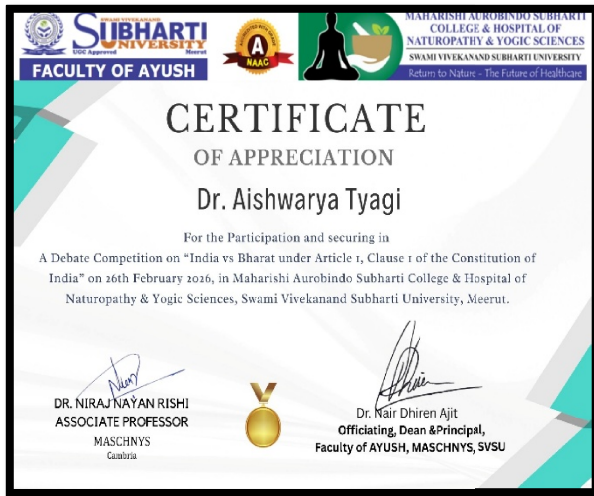 SWAMI VIVEKANAND
SUBHARTI
UNIVERSITY
UGC Approved Meerut
FACULTY OF AYUSH
A
NAAC
MAHARISHI AUROBINDO SUBHARTI
COLLEGE & HOSPITAL OF
NATUROPATHY & YOGIC SCIENCES
SWAMI VIVEKANAND SUBHARTI UNIVERSITY
Return to Nature - The Future of Healthcare
CERTIFICATE
OF APPRECIATION
Dr. Aishwarya Tyagi
For the Participation and securing in
A Debate Competition on “India vs Bharat under Article 1, Clause 1 of the Constitution of
India” on 26th February 2026, in Maharishi Aurobindo Subharti College & Hospital of
Naturopathy & Yogic Sciences, Swami Vivekanand Subharti University, Meerut.
DR. NIRAJ NAYAN RISHI
ASSOCIATE PROFESSOR
MASCHNYS
Cambria
Dr. Nair Dhiren Ajit
Officiating, Dean &Principal,
Faculty of AYUSH, MASCHNYS, SVSU